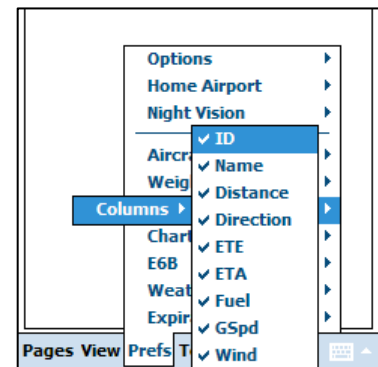 Options
Home Airport
Night Vision
ID
Name
Distance
Direction
ETE
ETA
Fuel
GSpd
Wind
Columns
Chart
E6B
Pages View Prefs